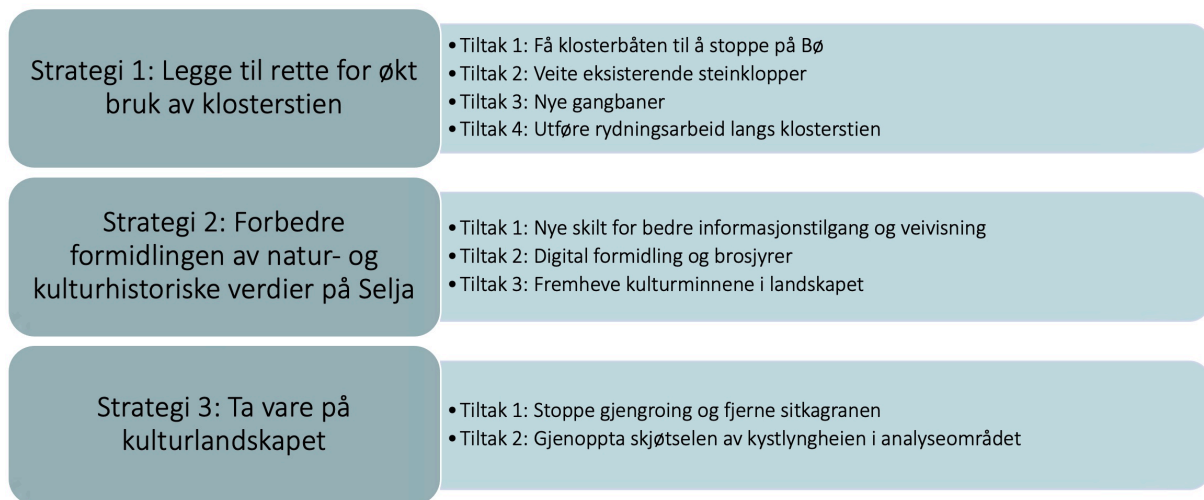 Strategi 1: Legge til rette for økt
bruk av klosterstien
• Tiltak 1: Få klosterbåten til å stoppe på Bø
• Tiltak 2: Veite eksisterende steinklopper
• Tiltak 3: Nye gangbaner
• Tiltak 4: Utføre rydningsarbeid langs klosterstien
Strategi 2: Forbedre
formidlingen av natur- og
kulturhistoriske verdier på Selja
• Tiltak 1: Nye skilt for bedre informasjonstilgang og veivisning
• Tiltak 2: Digital formidling og brosjyrer
• Tiltak 3: Fremheve kulturminnene i landskapet
Strategi 3: Ta vare på
kulturlandskapet
• Tiltak 1: Stoppe gjengroing og fjerne sitkagranen
• Tiltak 2: Gjenoppta skjøtselen av kystlyngheien i analyseområdet